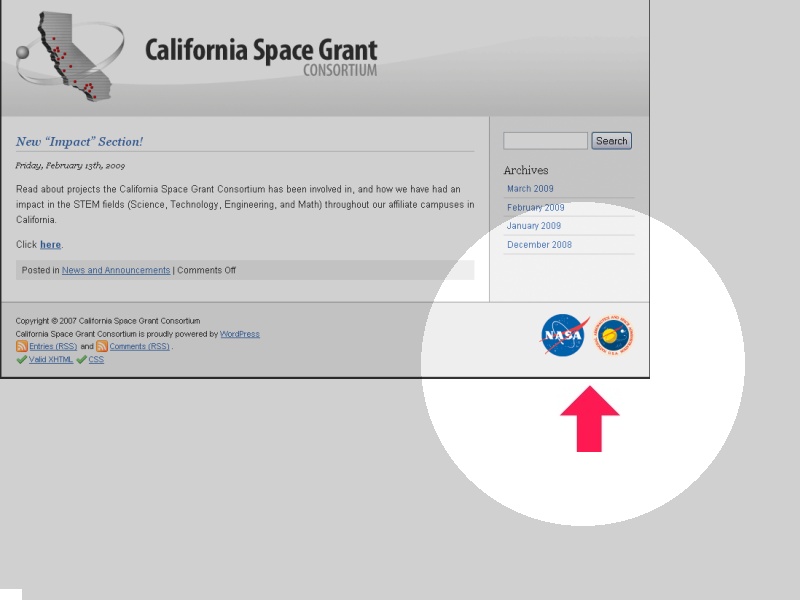 California Space Grant
CONSORTIUM
New “Impact” Section!
Friday, February 13th, 2009
Read about projects the California Space Grant Consortium has been involved in, and how we have had an
impact in the STEM fields (Science, Technology, Engineering, and Math) throughout our affiliate campuses in
California.
Click here.
Posted in News and Announcements | Comments Off
Search
Archives
March 2009
February 2009
January 2009
December 2008
Copyright © 2007 California Space Grant Consortium
California Space Grant Consortium is proudly powered by WordPress
Entries (RSS) and Comments (RSS) .
Valid XHTML CSS
NASA